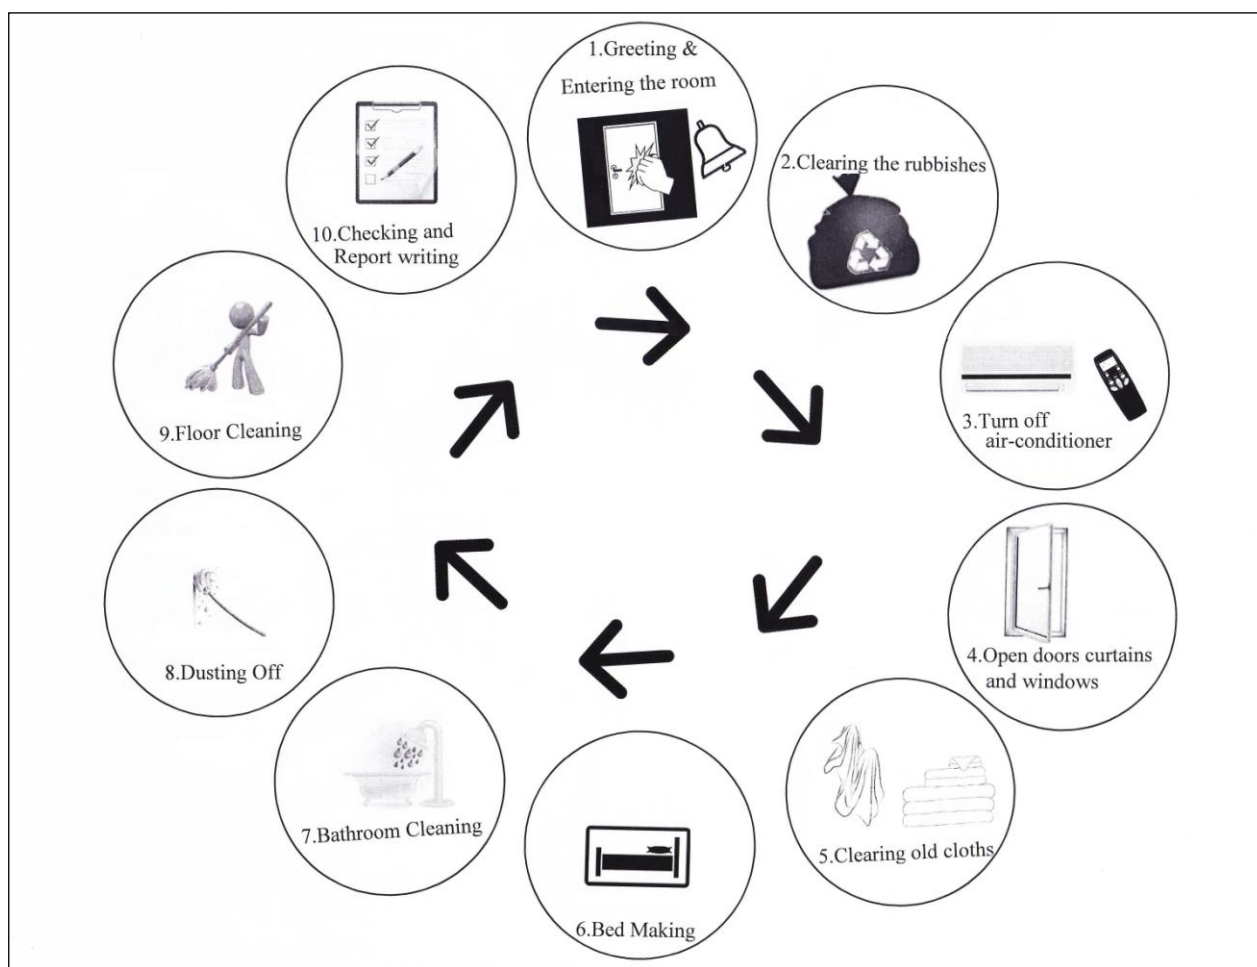 1.Greeting &
Entering the room
2.Clearing the rubbishes
3.Turn off
air-conditioner
4.Open doors curtains
and windows
5.Clearing old cloths
6.Bed Making
7.Bathroom Cleaning
8.Dusting Off
9.Floor Cleaning
10.Checking and
Report writing